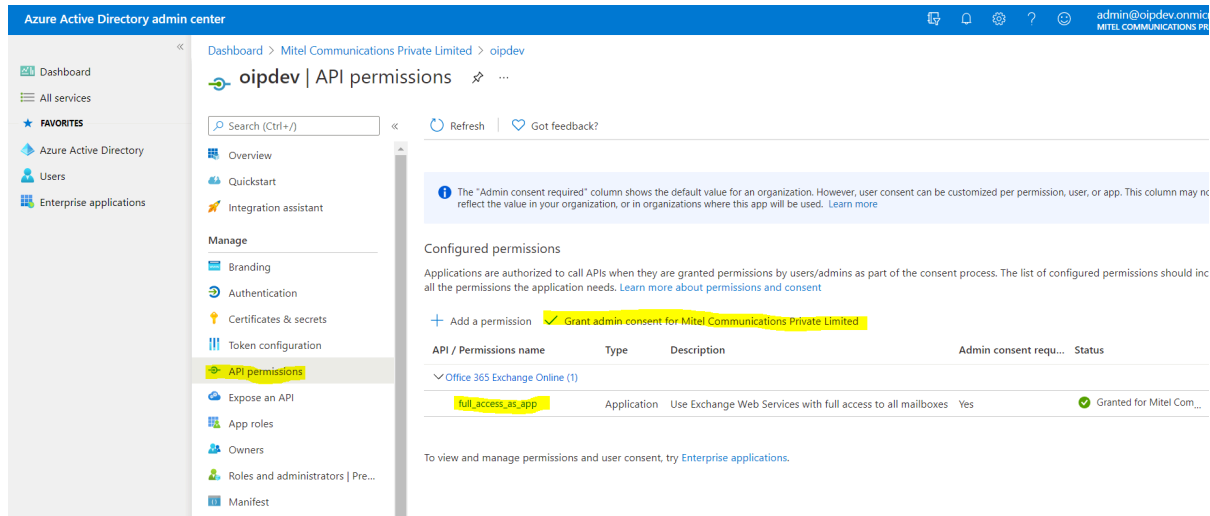 Azure Active Directory admin center
admin@oipdev.onmicr
MITEL COMMUNICATIONS PR
«
Dashboard
All services
FAVORITES
Azure Active Directory
Users
Enterprise applications
Dashboard > Mitel Communications Private Limited > oipdev
oipdev | API permissions
Search (Ctrl+/)
«
Overview
Quickstart
Integration assistant
Manage
Branding
Authentication
Certificates & secrets
Token configuration
API permissions
Expose an API
App roles
Owners
Roles and administrators | Pre...
Manifest
Refresh
Got feedback?
The "Admin consent required" column shows the default value for an organization. However, user consent can be customized per permission, user, or app. This column may no
reflect the value in your organization, or in organizations where this app will be used. Learn more
Configured permissions
Applications are authorized to call APIs when they are granted permissions by users/admins as part of the consent process. The list of configured permissions should inc
all the permissions the application needs. Learn more about permissions and consent
+ Add a permission
Grant admin consent for Mitel Communications Private Limited
API / Permissions name Type Description Admin consent requ... Status
Office 365 Exchange Online (1)
full_access_as_app Application Use Exchange Web Services with full access to all mailboxes Yes Granted for Mitel Com...
To view and manage permissions and user consent, try Enterprise applications.